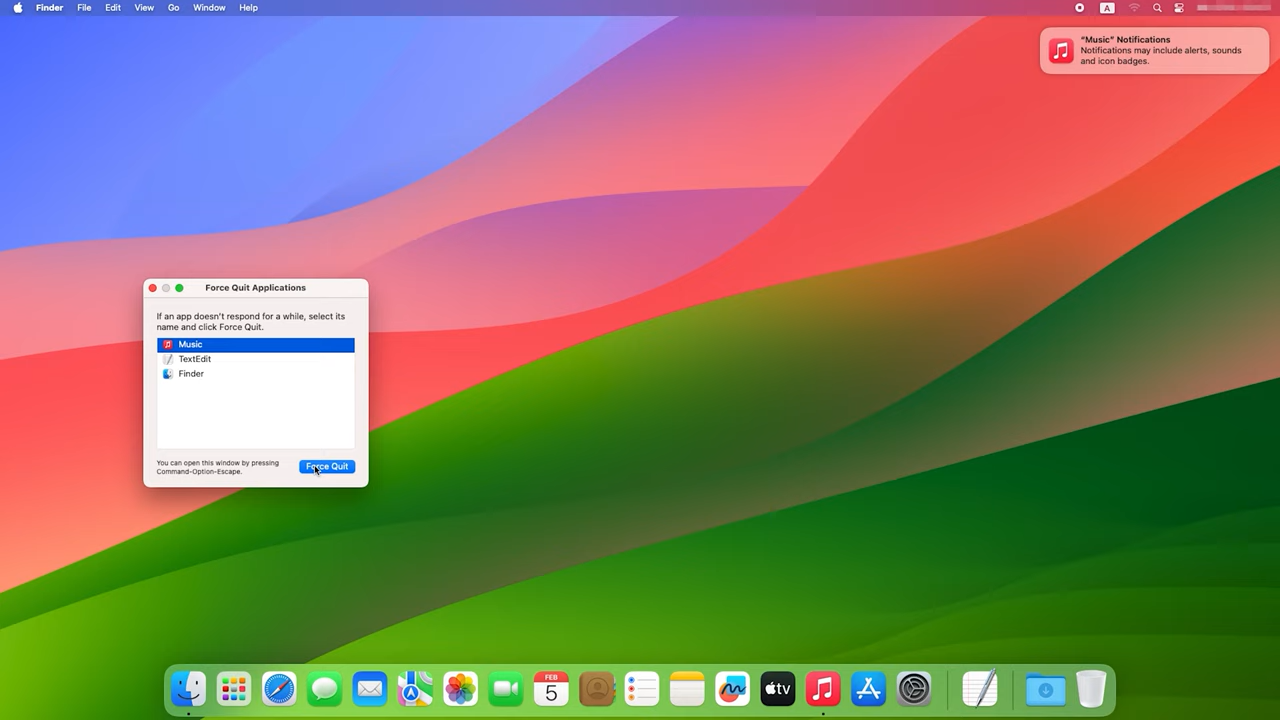 Finder File Edit View Go Window Help A
"Music" Notifications
Notifications may include alerts, sounds
and icon badges.
Force Quit Applications
If an app doesn't respond for a while, select its
name and click Force Quit.
Music
TextEdit
Finder
You can open this window by pressing
Command-Option-Escape.
Force Quit
FEB
5
tv